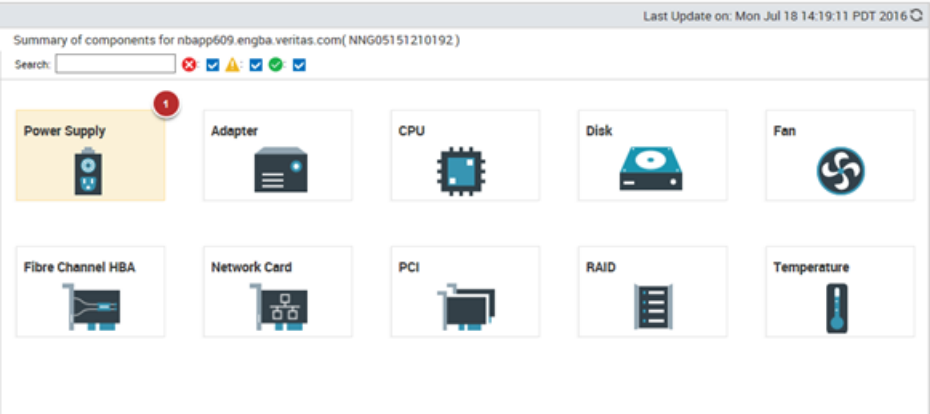 Last Update on: Mon Jul 18 14:19:11 PDT 2016
Summary of components for nbapp609.engba.veritas.com( NNG05151210192 )
Search: : : :
1
Power Supply Adapter CPU Disk Fan
Fibre Channel HBA Network Card PCI RAID Temperature